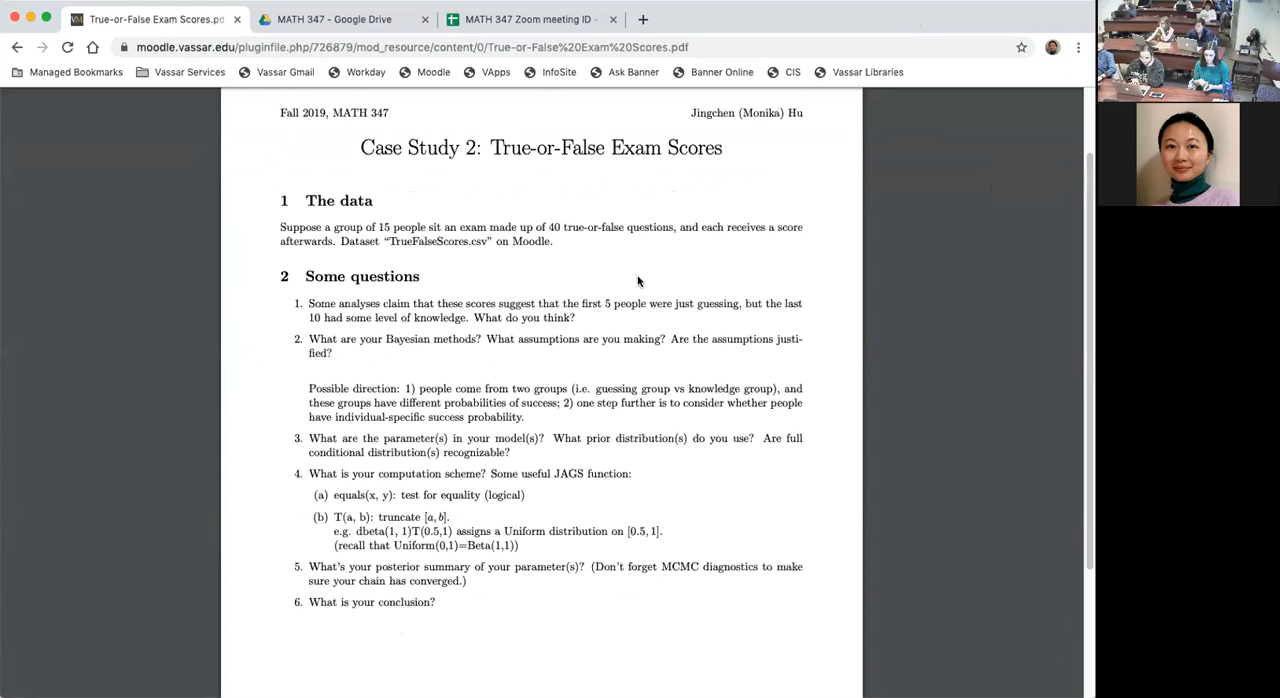 True-or-False Exam Scores.pd
MATH 347 - Google Drive
MATH 347 Zoom meeting ID -
moodle.vassar.edu/pluginfile.php/726879/mod_resource/content/0/True-or-False%20Exam%20Scores.pdf
Managed Bookmarks Vassar Services Vassar Gmail Workday Moodle VApps InfoSite Ask Banner Banner Online CIS Vassar Libraries
Fall 2019, MATH 347 Jingchen (Monika) Hu
Case Study 2: True-or-False Exam Scores
1 The data
Suppose a group of 15 people sit an exam made up of 40 true-or-false questions, and each receives a score
afterwards. Dataset “TrueFalseScores.csv” on Moodle.
2 Some questions
1. Some analyses claim that these scores suggest that the first 5 people were just guessing, but the last
10 had some level of knowledge. What do you think?
2. What are your Bayesian methods? What assumptions are you making? Are the assumptions justi-
fied?
Possible direction: 1) people come from two groups (i.e. guessing group vs knowledge group), and
these groups have different probabilities of success; 2) one step further is to consider whether people
have individual-specific success probability.
3. What are the parameter(s) in your model(s)? What prior distribution(s) do you use? Are full
conditional distribution(s) recognizable?
4. What is your computation scheme? Some useful JAGS function:
(a) equals(x, y): test for equality (logical)
(b) T(a, b): truncate [a, b].
e.g. dbeta(1, 1)T(0.5,1) assigns a Uniform distribution on [0.5, 1].
(recall that Uniform(0,1)=Beta(1,1))
5. What's your posterior summary of your parameter(s)? (Don't forget MCMC diagnostics to make
sure your chain has converged.)
6. What is your conclusion?